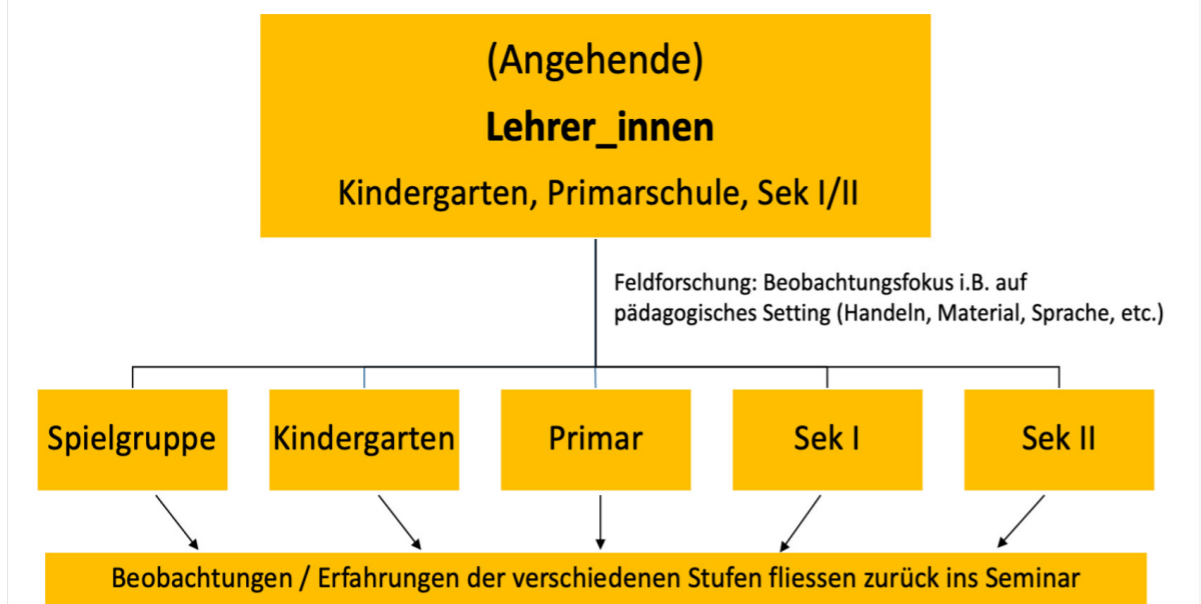 (Angehende)
Lehrer_innen
Kindergarten, Primarschule, Sek I/II
Feldforschung: Beobachtungsfokus i.B. auf
pädagogisches Setting (Handeln, Material, Sprache, etc.)
Spielgruppe
Kindergarten
Primar
Sek I
Sek II
Beobachtungen / Erfahrungen der verschiedenen Stufen fliessen zurück ins Seminar